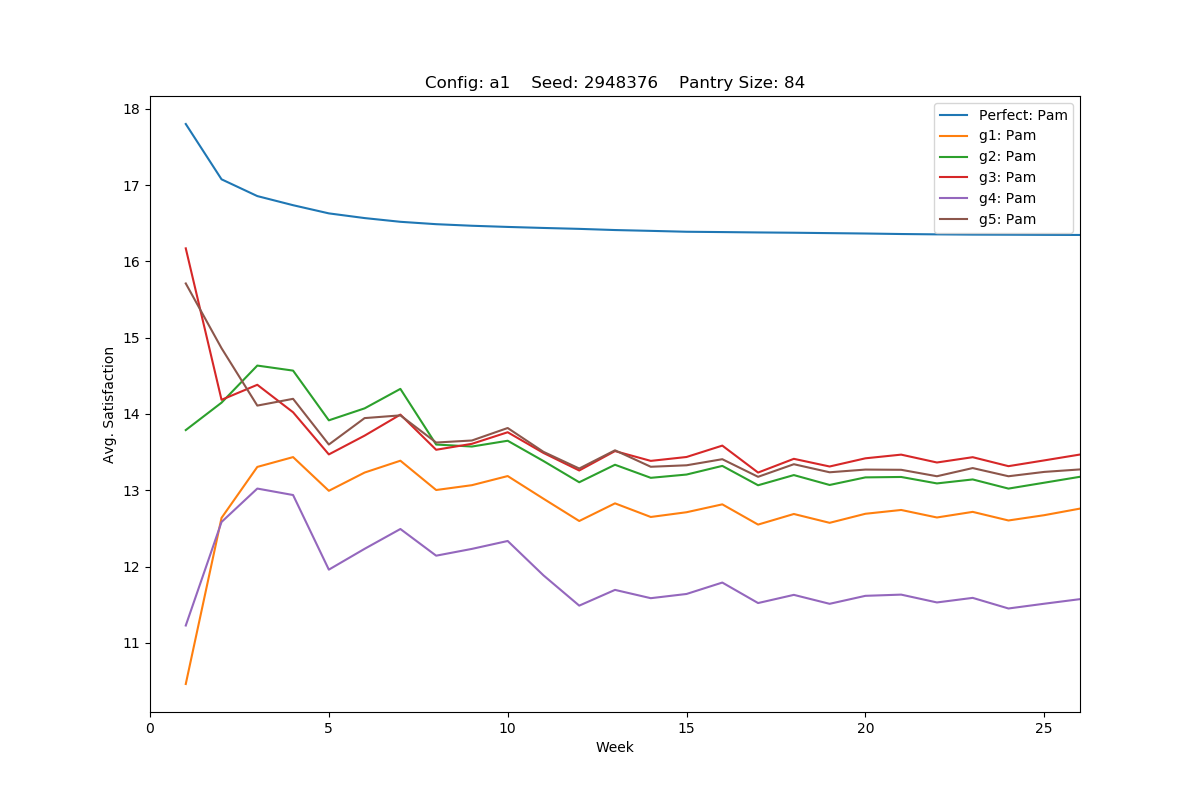 Config: a1    Seed: 2948376    Pantry Size: 84
Perfect: Pam
g1: Pam
g2: Pam
g3: Pam
g4: Pam
g5: Pam
Avg. Satisfaction
18
17
16
15
14
13
12
11
0 5 10 15 20 25
Week